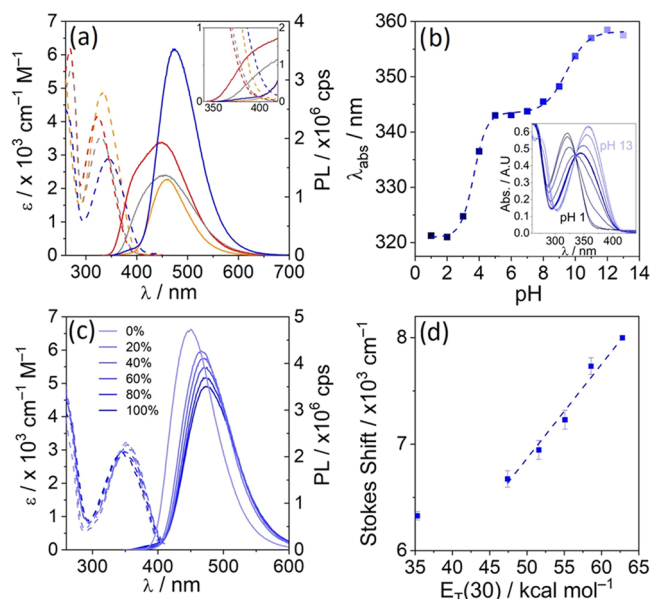 (a)
ε / x 10³ cm⁻¹ M⁻¹
7
6
5
4
3
2
1
0
300 400 500 600 700
λ / nm
4
3
2
1
0
PL / x10⁶ cps
1
0
2
1
0
350 400
(b)
λabs / nm
360
350
340
330
320
0 2 4 6 8 10 12 14
pH
Abs. / A.U
0.6
0.5
0.4
0.3
0.2
0.1
0.0
pH 13
pH 1
300 350 400
λ / nm
(c)
0%
20%
40%
60%
80%
100%
ε / x 10³ cm⁻¹ M⁻¹
7
6
5
4
3
2
1
0
300 400 500 600
λ / nm
5
4
3
2
1
0
PL / x10⁶ cps
(d)
Stokes Shift / x10³ cm⁻¹
8
7
6
35 40 45 50 55 60 65
E_T(30) / kcal mol⁻¹